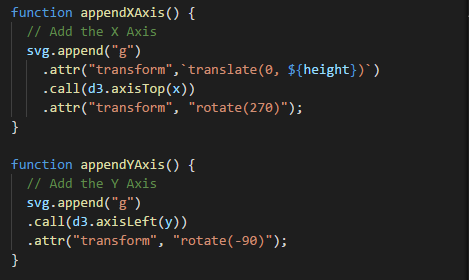 function appendXAxis() {
  // Add the X Axis
  svg.append("g")
    .attr("transform",`translate(0, ${height})`)
    .call(d3.axisTop(x))
    .attr("transform", "rotate(270)");
}

function appendYAxis() {
  // Add the Y Axis
  svg.append("g")
  .call(d3.axisLeft(y))
  .attr("transform", "rotate(-90)");
}